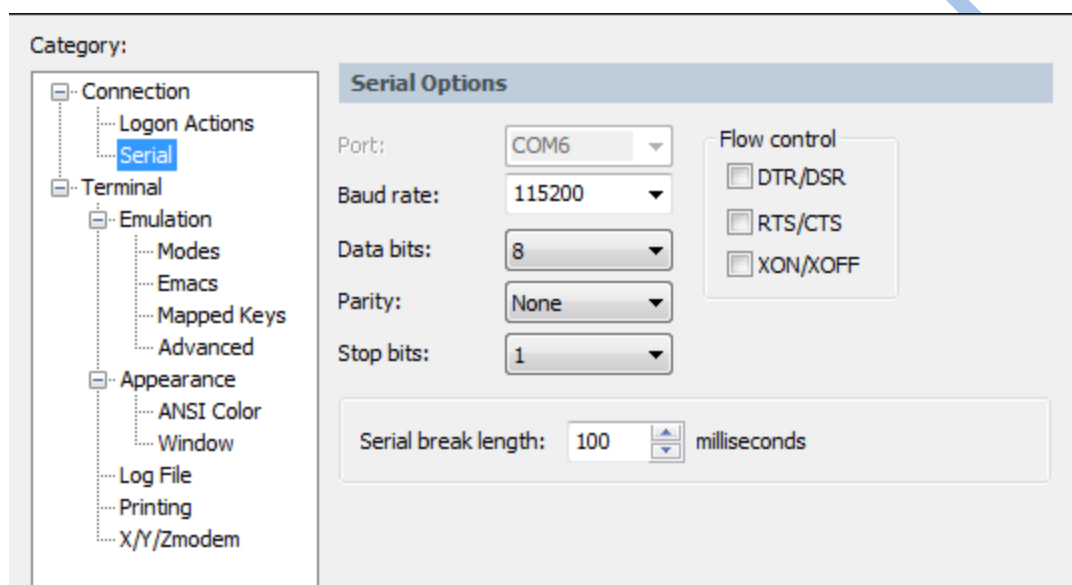 Category:
Connection
Logon Actions
Serial
Terminal
Emulation
Modes
Emacs
Mapped Keys
Advanced
Appearance
ANSI Color
Window
Log File
Printing
X/Y/Zmodem
Serial Options
Port: COM6
Baud rate: 115200
Data bits: 8
Parity: None
Stop bits: 1
Flow control
DTR/DSR
RTS/CTS
XON/XOFF
Serial break length: 100 milliseconds